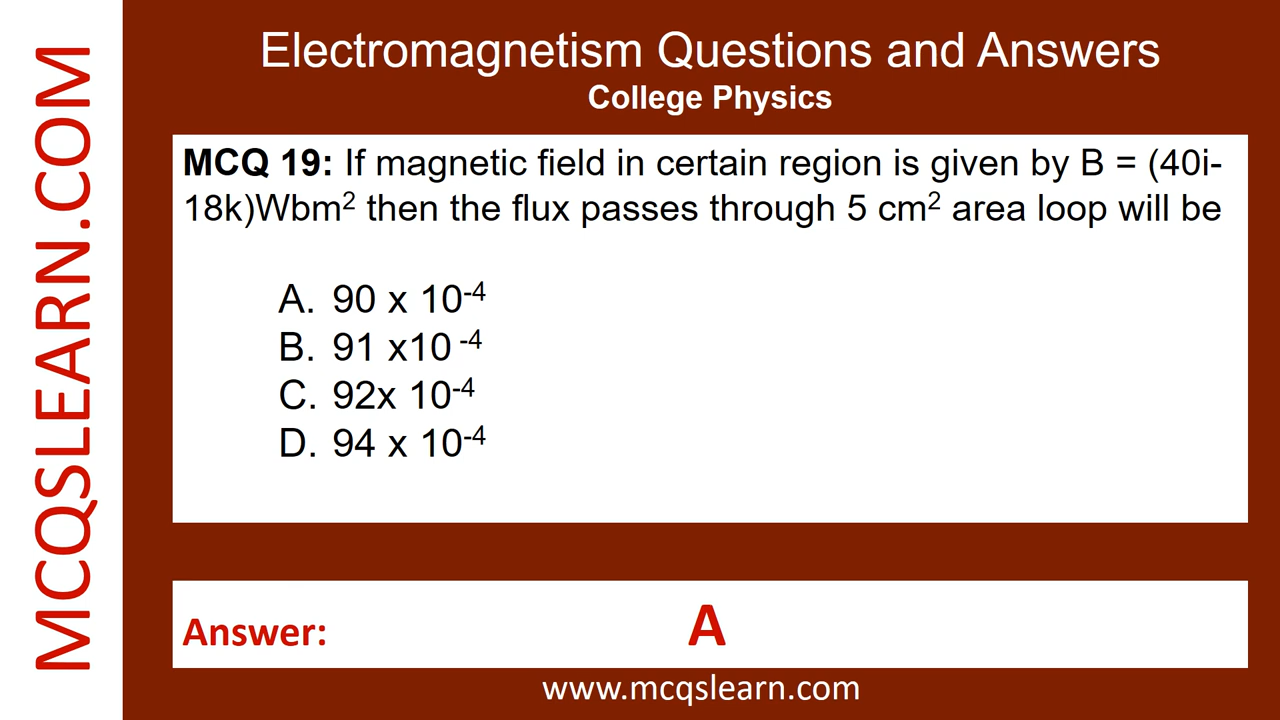 MCQSLEARN.COM
Electromagnetism Questions and Answers
College Physics
MCQ 19: If magnetic field in certain region is given by B = (40i-
18k)Wbm² then the flux passes through 5 cm² area loop will be
A. 90 x 10⁻⁴
B. 91 x10 ⁻⁴
C. 92x 10⁻⁴
D. 94 x 10⁻⁴
Answer: A
www.mcqslearn.com